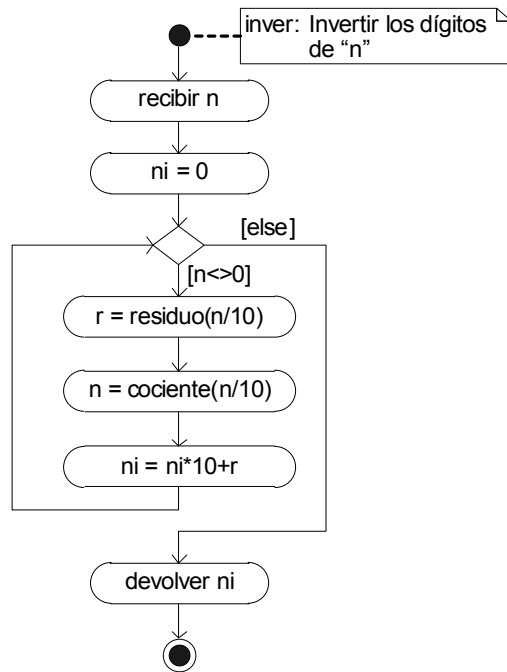 inver: Invertir los dígitos
de “n”
recibir n
ni = 0
[else]
[n<>0]
r = residuo(n/10)
n = cociente(n/10)
ni = ni*10+r
devolver ni